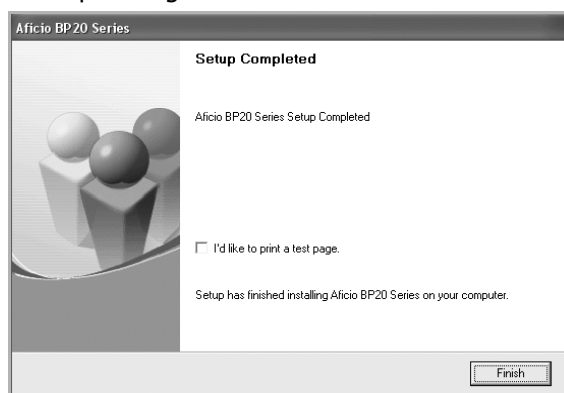 Aficio BP20 Series
Setup Completed
Aficio BP20 Series Setup Completed
I'd like to print a test page.
Setup has finished installing Aficio BP20 Series on your computer.
Finish